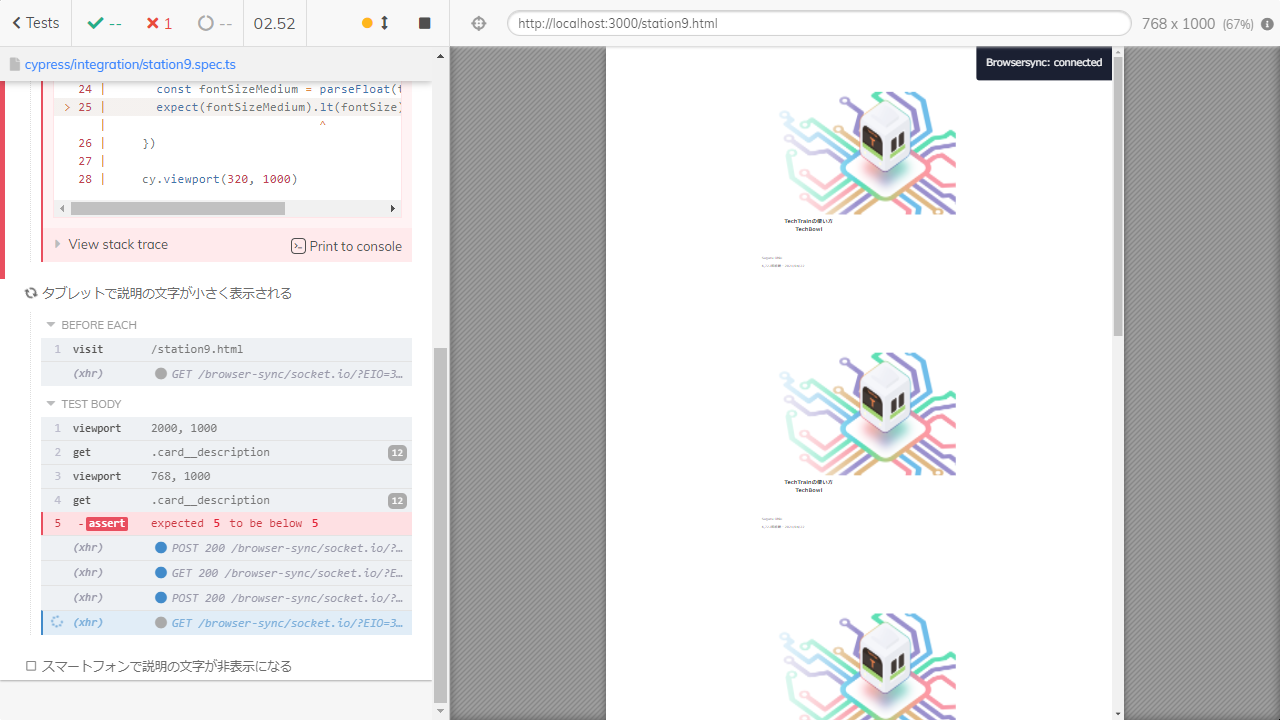 Tests
--
1
--
02.52
http://localhost:3000/station9.html
768 x 1000 (67%)
cypress/integration/station9.spec.ts
24 | const fontSizeMedium = parseFloat(
> 25 | expect(fontSizeMedium).lt(fontSize)
| ^
26 | })
27 |
28 | cy.viewport(320, 1000)
View stack trace
Print to console
タブレットで説明の文字が小さく表示される
BEFORE EACH
1 visit /station9.html
(xhr) GET /browser-sync/socket.io/?EIO=3…
TEST BODY
1 viewport 2000, 1000
2 get .card__description 12
3 viewport 768, 1000
4 get .card__description 12
5 assert expected 5 to be below 5
(xhr) POST 200 /browser-sync/socket.io/?…
(xhr) GET 200 /browser-sync/socket.io/?E…
(xhr) POST 200 /browser-sync/socket.io/?…
(xhr) GET /browser-sync/socket.io/?EIO=3…
スマートフォンで説明の文字が非表示になる
Browsersync: connected
TechTrainの使い方
TechBowl
TechTrainの使い方
TechBowl